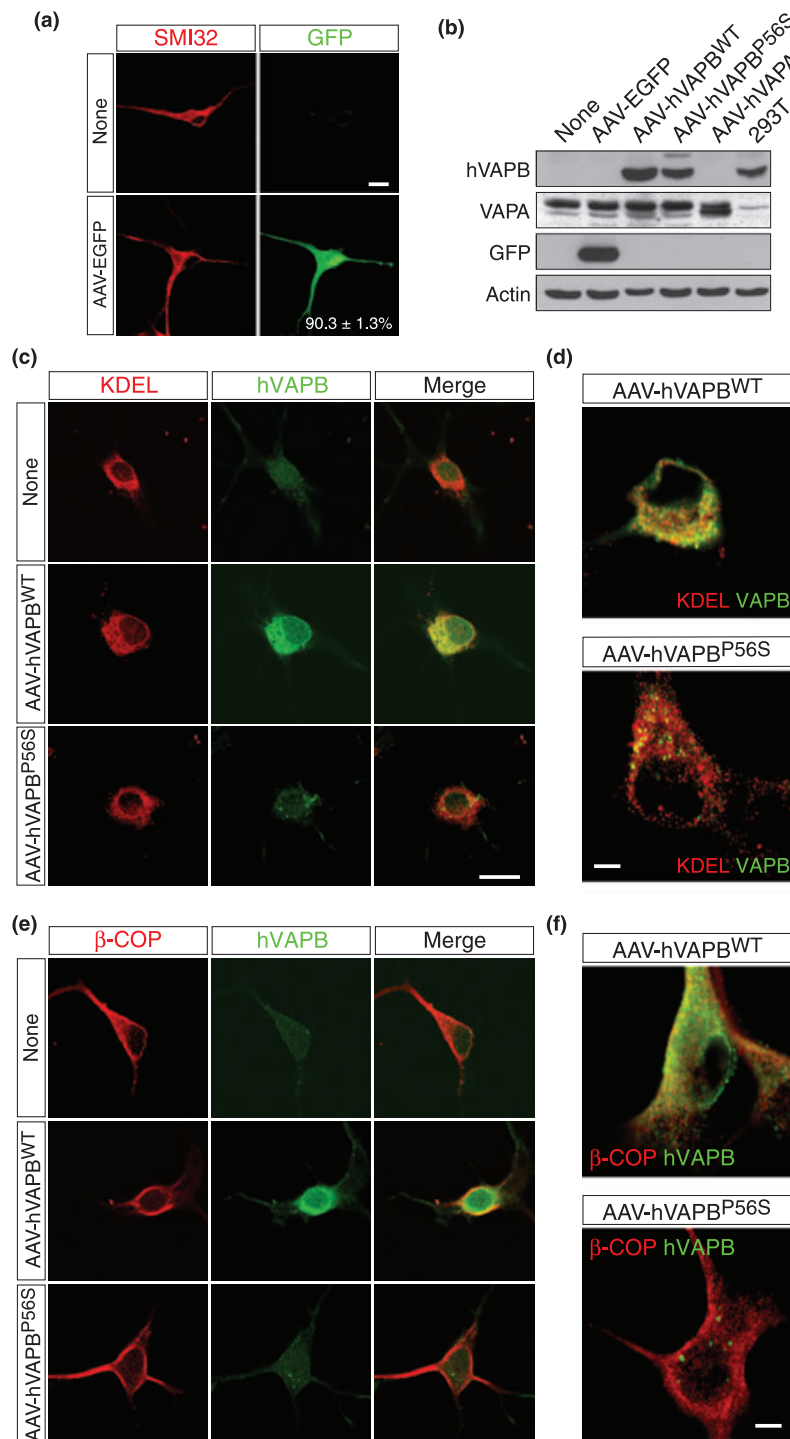 (a)
SMI32
GFP
None
AAV-EGFP
90.3 ± 1.3%
(b)
None
AAV-EGFP
AAV-hVAPBWT
AAV-hVAPBP56S
AAV-hVAPA
293T
hVAPB
VAPA
GFP
Actin
(c)
KDEL
hVAPB
Merge
None
AAV-hVAPBWT
AAV-hVAPBP56S
(d)
AAV-hVAPBWT
KDEL VAPB
AAV-hVAPBP56S
KDEL VAPB
(e)
β-COP
hVAPB
Merge
None
AAV-hVAPBWT
AAV-hVAPBP56S
(f)
AAV-hVAPBWT
β-COP hVAPB
AAV-hVAPBP56S
β-COP hVAPB